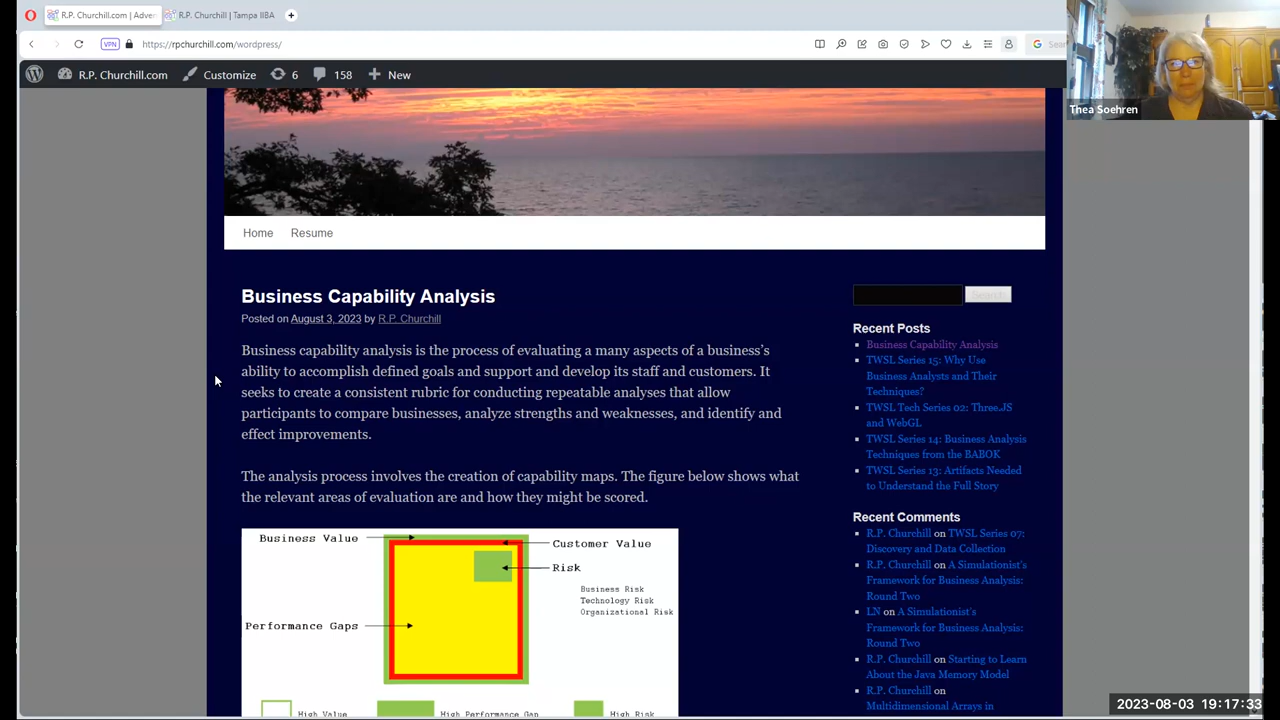 R.P. Churchill.com | Adve
R.P. Churchill | Tampa IIBA
VPN
https://rpchurchill.com/wordpress/
R.P. Churchill.com
Customize
6
158
New
Thea Soehren
Home
Resume
Business Capability Analysis
Posted on August 3, 2023 by R.P. Churchill
Business capability analysis is the process of evaluating a many aspects of a business's
ability to accomplish defined goals and support and develop its staff and customers. It
seeks to create a consistent rubric for conducting repeatable analyses that allow
participants to compare businesses, analyze strengths and weaknesses, and identify and
effect improvements.
The analysis process involves the creation of capability maps. The figure below shows what
the relevant areas of evaluation are and how they might be scored.
Business Value
Customer Value
Risk
Business Risk
Technology Risk
Organizational Risk
Performance Gaps
High Value
High Performance Gap
High Risk
Search
Recent Posts
Business Capability Analysis
TWSL Series 15: Why Use
Business Analysts and Their
Techniques?
TWSL Tech Series 02: Three.JS
and WebGL
TWSL Series 14: Business Analysis
Techniques from the BABOK
TWSL Series 13: Artifacts Needed
to Understand the Full Story
Recent Comments
R.P. Churchill on TWSL Series 07:
Discovery and Data Collection
R.P. Churchill on A Simulationist's
Framework for Business Analysis:
Round Two
LN on A Simulationist's
Framework for Business Analysis:
Round Two
R.P. Churchill on Starting to Learn
About the Java Memory Model
R.P. Churchill on
Multidimensional Arrays in
2023-08-03 19:17:33